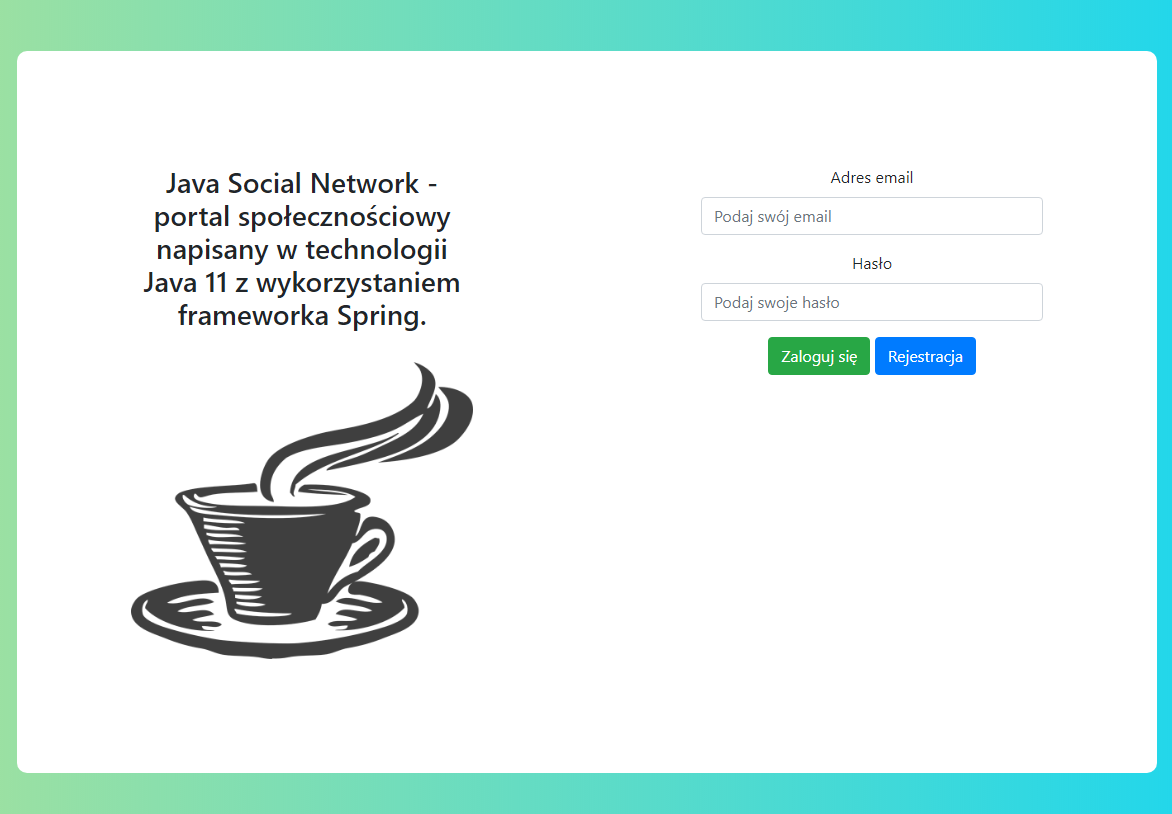 Java Social Network -
portal społecznościowy
napisany w technologii
Java 11 z wykorzystaniem
frameworka Spring.
Adres email
Podaj swój email
Hasło
Podaj swoje hasło
Zaloguj się
Rejestracja